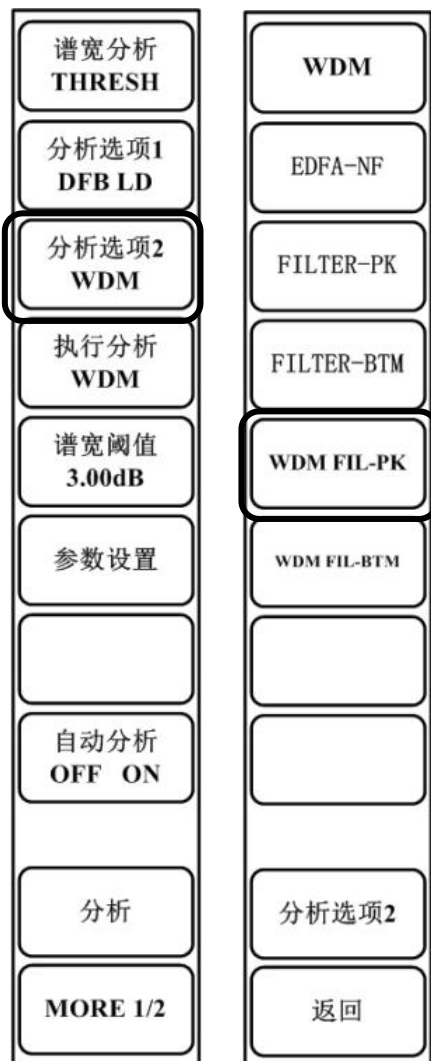 谱宽分析
THRESH
分析选项1
DFB LD
分析选项2
WDM
执行分析
WDM
谱宽阈值
3.00dB
参数设置
自动分析
OFF ON
分析
MORE 1/2
WDM
EDFA-NF
FILTER-PK
FILTER-BTM
WDM FIL-PK
WDM FIL-BTM
分析选项2
返回